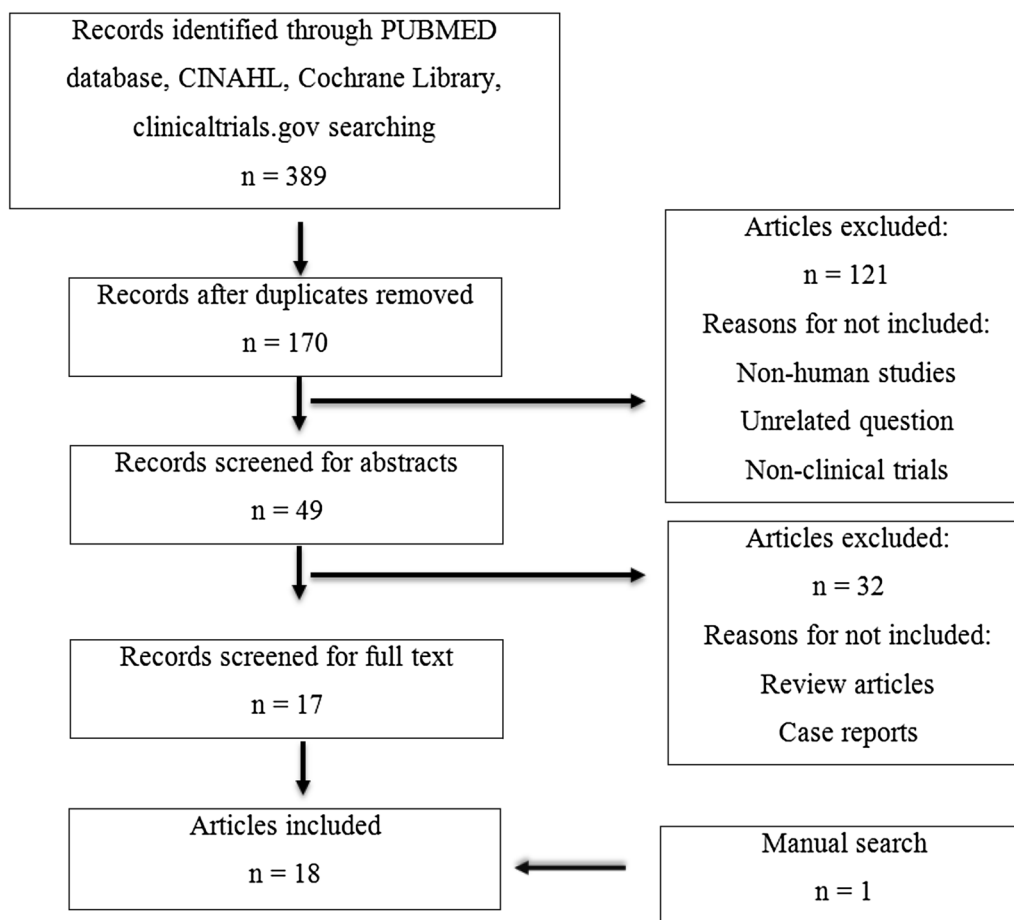 Records identified through PUBMED
database, CINAHL, Cochrane Library,
clinicaltrials.gov searching
n = 389
Records after duplicates removed
n = 170
Articles excluded:
n = 121
Reasons for not included:
Non-human studies
Unrelated question
Non-clinical trials
Records screened for abstracts
n = 49
Articles excluded:
n = 32
Reasons for not included:
Review articles
Case reports
Records screened for full text
n = 17
Articles included
n = 18
Manual search
n = 1